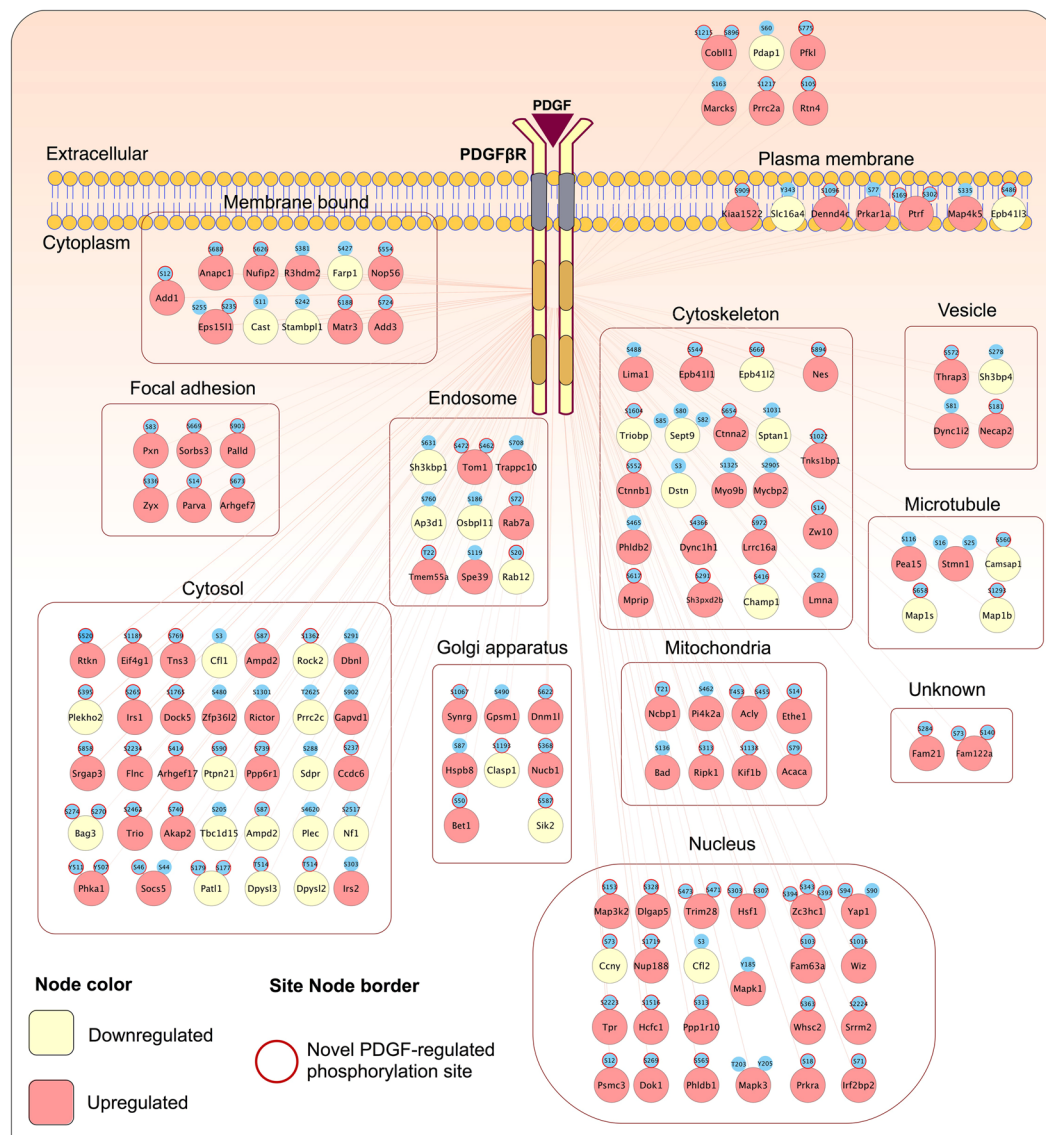 S1215 S896 S60 S775
Cobll1 Pdap1 Pfkl
S163 S1217 S105
Marcks Prrc2a Rtn4
PDGF
PDGFβR
Extracellular
Plasma membrane
S909 Y343 S1096 S77 S169 S302 S335 S486
Kiaa1522 Slc16a4 Dennd4c Prkar1a Ptrf Map4k5 Epb41l3
Membrane bound
Cytoplasm
S12 S688 S626 S381 S427 S554
Add1 Anapc1 Nufip2 R3hdm2 Farp1 Nop56
S255 S235 S11 S242 S188 S724
Eps15l1 Cast Stambpl1 Matr3 Add3
Focal adhesion
S83 S669 S901
Pxn Sorbs3 Palld
S336 S14 S673
Zyx Parva Arhgef7
Endosome
S631 S472 S462 S708
Sh3kbp1 Tom1 Trappc10
S760 S186 S72
Ap3d1 Osbpl11 Rab7a
T22 S119 S20
Tmem55a Spe39 Rab12
Cytoskeleton
S488 S544 S666 S894
Lima1 Epb41l1 Epb41l2 Nes
S1604 S85 S80 S82 S654 S1031 S1022
Triobp Sept9 Ctnna2 Sptan1 Tnks1bp1
S552 S3 S1325 S2905
Ctnnb1 Dstn Myo9b Mycbp2
S14
Zw10
S465 S4366 S972
Phldb2 Dync1h1 Lrrc16a
S617 S291 S416 S22
Mprip Sh3pxd2b Champ1 Lmna
Vesicle
S572 S278
Thrap3 Sh3bp4
S81 S181
Dync1i2 Necap2
Microtubule
S116 S16 S25 S560
Pea15 Stmn1 Camsap1
S658 S1293
Map1s Map1b
Cytosol
S520 S1189 S769 S3 S87 S1362 S291
Rtkn Eif4g1 Tns3 Cfl1 Ampd2 Rock2 Dbnl
S395 S265 S1765 S480 S1301 T2625 S902
Plekho2 Irs1 Dock5 Zfp36l2 Rictor Prrc2c Gapvd1
S858 S2234 S414 S590 S739 S288 S237
Srgap3 Flnc Arhgef17 Ptpn21 Ppp6r1 Sdpr Ccdc6
S274 S270 S2463 S740 S205 S87 S4620 S2517
Bag3 Trio Akap2 Tbc1d15 Ampd2 Plec Nf1
Y511 Y507 S46 S44 S179 S177 T514 T514 S303
Phka1 Socs5 Patl1 Dpysl3 Dpysl2 Irs2
Golgi apparatus
S1067 S490 S622
Synrg Gpsm1 Dnm1l
S87 S1193 S368
Hspb8 Clasp1 Nucb1
S50 S587
Bet1 Sik2
Mitochondria
T21 S462 T453 S455 S14
Ncbp1 Pi4k2a Acly Ethe1
S136 S313 S1138 S79
Bad Ripk1 Kif1b Acaca
Unknown
S284 S73 S140
Fam21 Fam122a
Nucleus
S153 S328 S473 S471 S303 S307 S394 S343 S393 S94 S90
Map3k2 Dlgap5 Trim28 Hsf1 Zc3hc1 Yap1
S73 S1719 S3 Y185 S103 S1016
Ccny Nup188 Cfl2 Mapk1 Fam63a Wiz
S2223 S1516 S313 S363 S2224
Tpr Hcfc1 Ppp1r10 Whsc2 Srrm2
S12 S269 S565 T203 Y205 S18 S71
Psmc3 Dok1 Phldb1 Mapk3 Prkra Irf2bp2
Node color
Downregulated
Upregulated
Site Node border
Novel PDGF-regulated
phosphorylation site